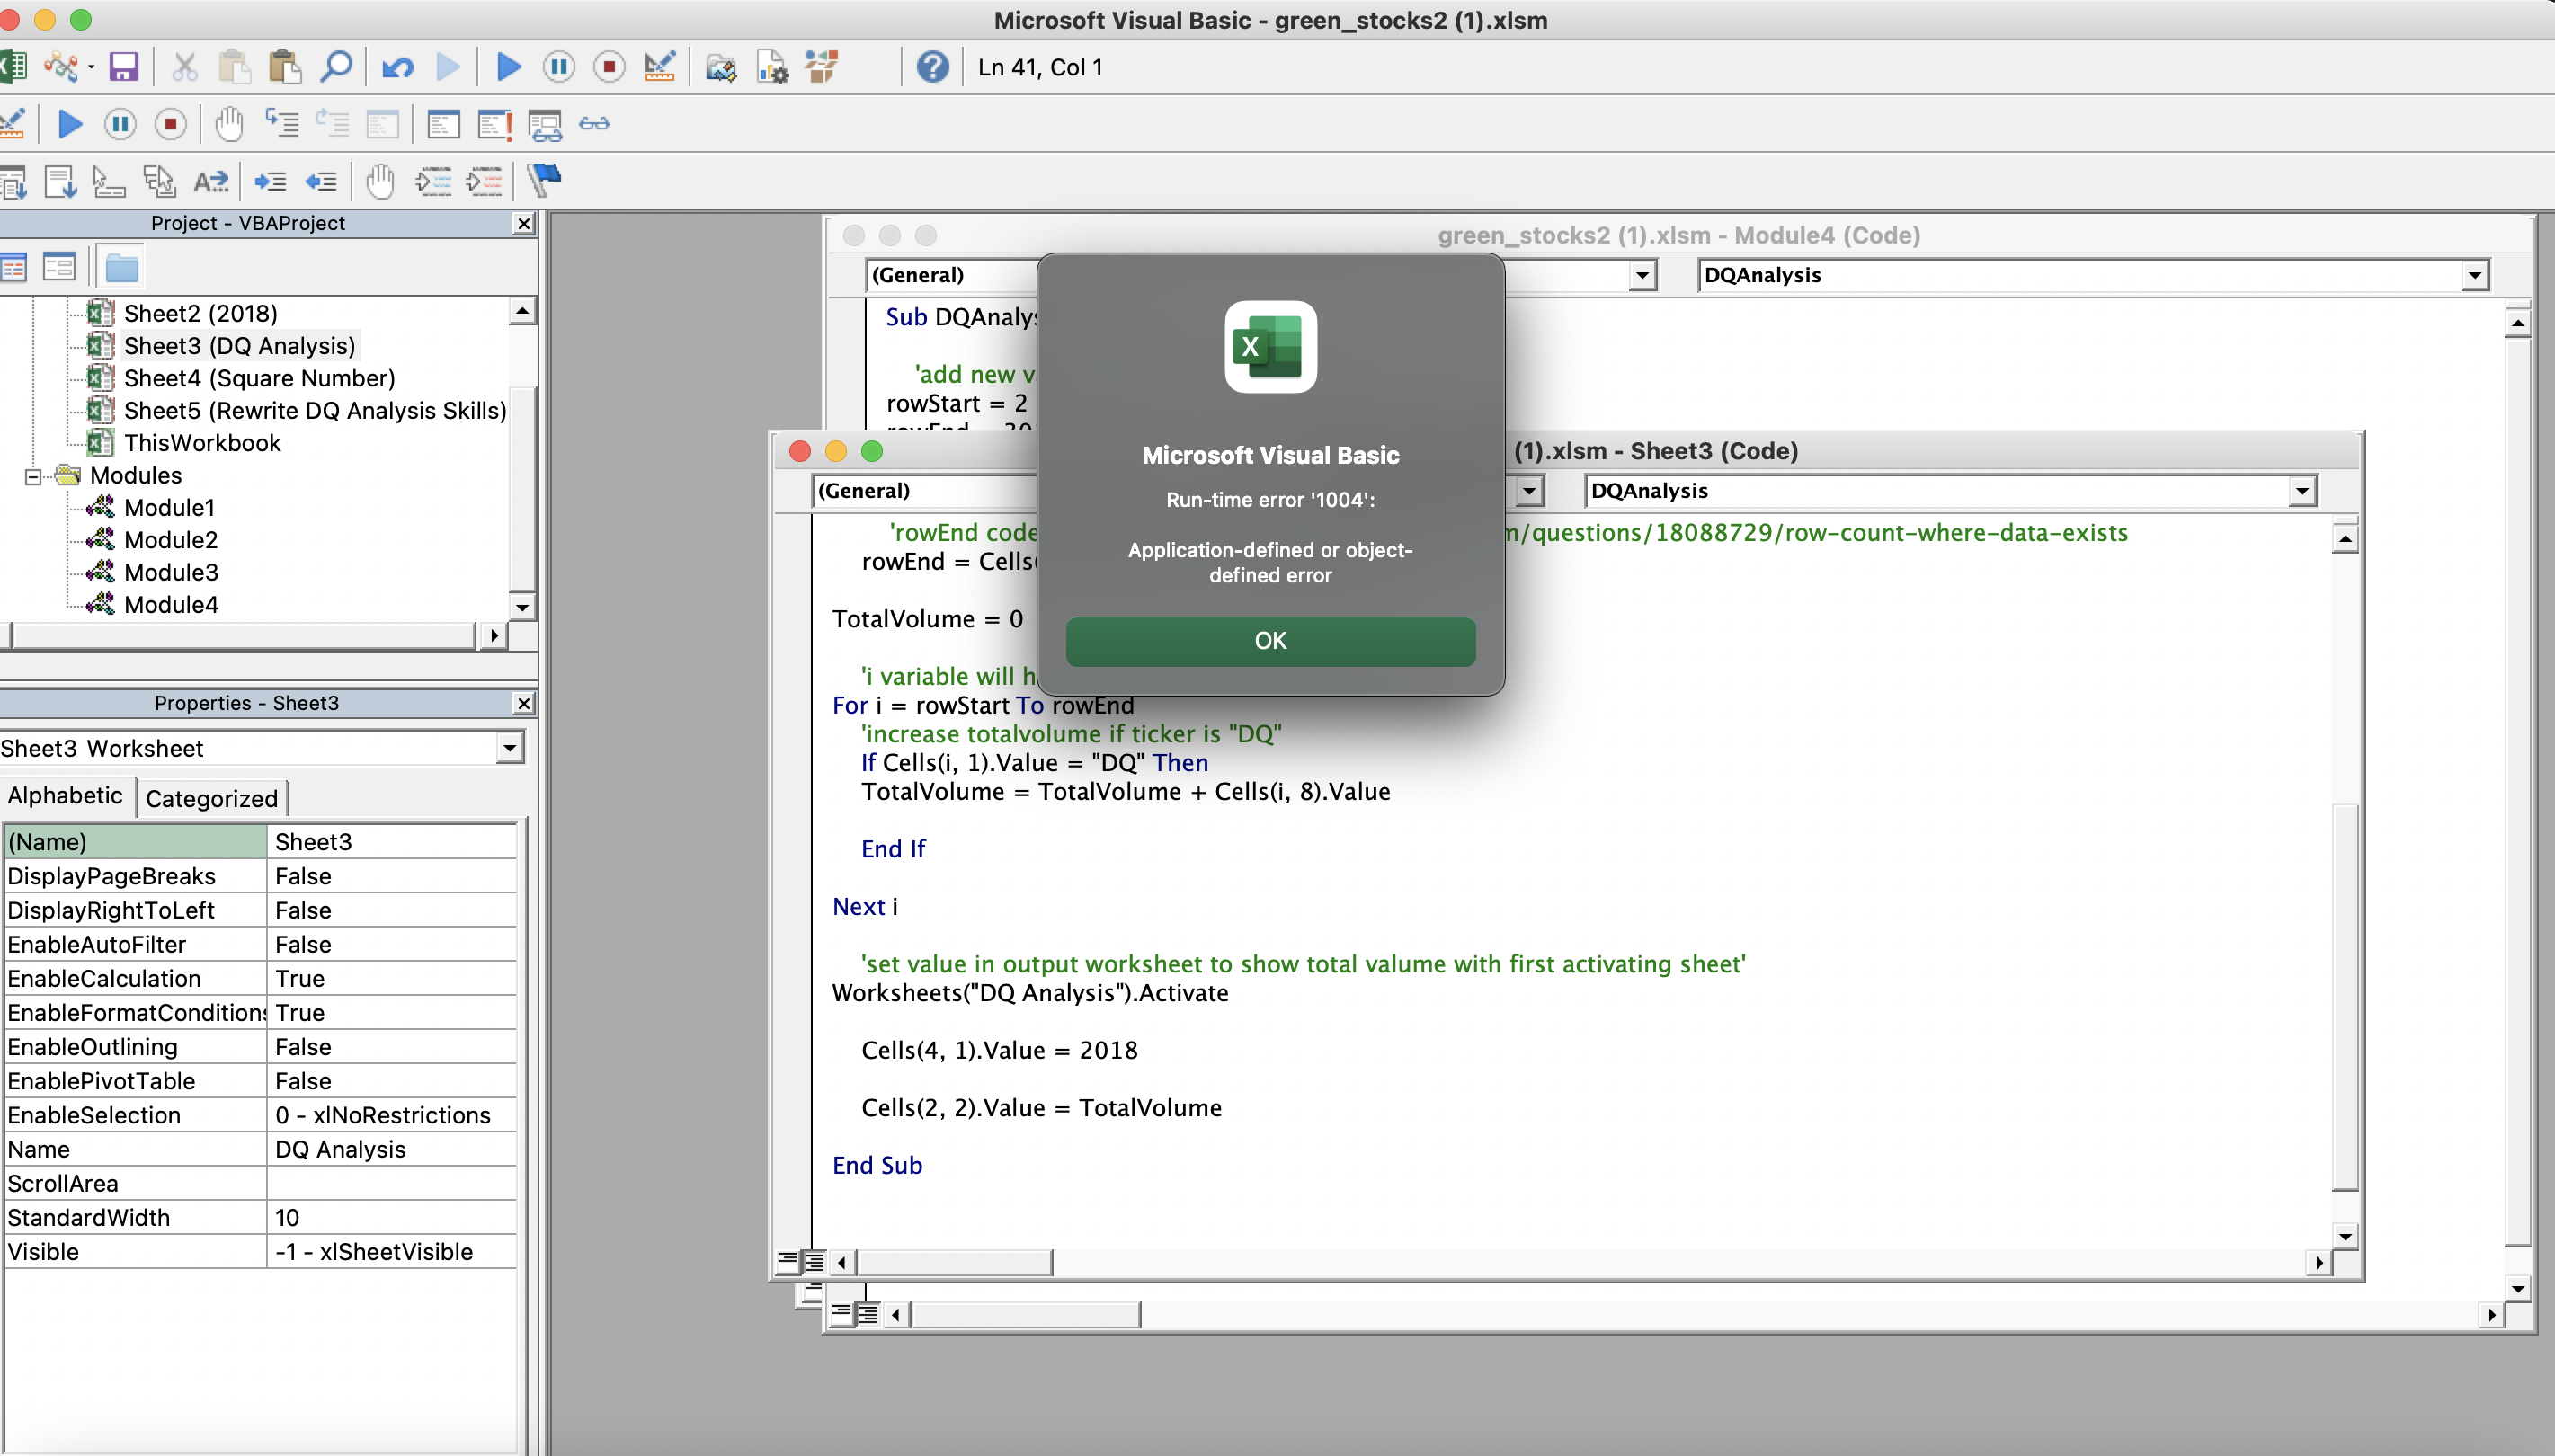 Microsoft Visual Basic - green_stocks2 (1).xlsm
Ln 41, Col 1
Project - VBAProject
Sheet2 (2018)
Sheet3 (DQ Analysis)
Sheet4 (Square Number)
Sheet5 (Rewrite DQ Analysis Skills)
ThisWorkbook
Modules
Module1
Module2
Module3
Module4
Properties - Sheet3
Sheet3 Worksheet
Alphabetic Categorized
(Name) Sheet3
DisplayPageBreaks False
DisplayRightToLeft False
EnableAutoFilter False
EnableCalculation True
EnableFormatConditions True
EnableOutlining False
EnablePivotTable False
EnableSelection 0 - xlNoRestrictions
Name DQ Analysis
ScrollArea
StandardWidth 10
Visible -1 - xlSheetVisible
green_stocks2 (1).xlsm - Module4 (Code)
(General) DQAnalysis
Sub DQAnalys
'add new v
rowStart = 2
(1).xlsm - Sheet3 (Code)
(General) DQAnalysis
'rowEnd code m/questions/18088729/row-count-where-data-exists
rowEnd = Cells(
TotalVolume = 0
'i variable will h
For i = rowStart To rowEnd
'increase totalvolume if ticker is "DQ"
If Cells(i, 1).Value = "DQ" Then
TotalVolume = TotalVolume + Cells(i, 8).Value
End If
Next i
'set value in output worksheet to show total valume with first activating sheet'
Worksheets("DQ Analysis").Activate
Cells(4, 1).Value = 2018
Cells(2, 2).Value = TotalVolume
End Sub
X
Microsoft Visual Basic
Run-time error '1004':
Application-defined or object-
defined error
OK